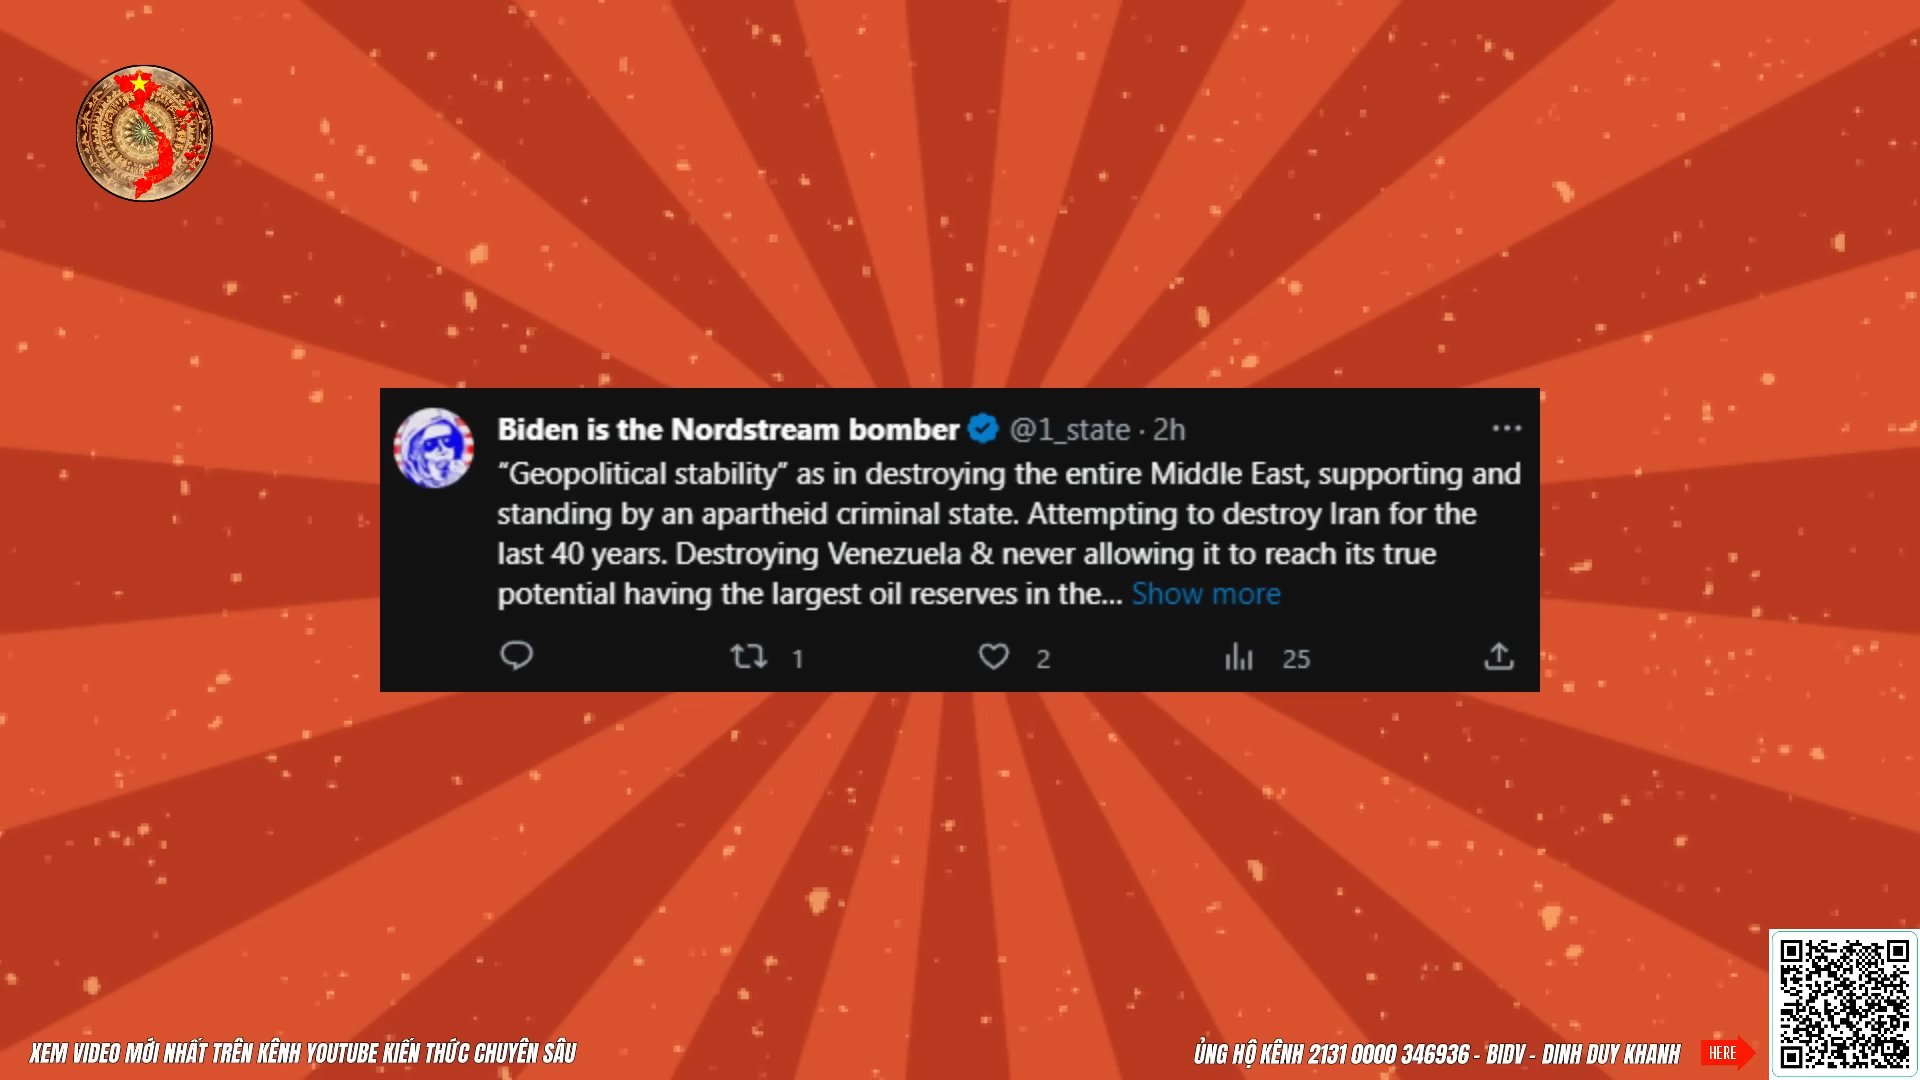 Biden is the Nordstream bomber @1_state · 2h
“Geopolitical stability” as in destroying the entire Middle East, supporting and
standing by an apartheid criminal state. Attempting to destroy Iran for the
last 40 years. Destroying Venezuela & never allowing it to reach its true
potential having the largest oil reserves in the... Show more
1 2 25
XEM VIDEO MỚI NHẤT TRÊN KÊNH YOUTUBE KIẾN THỨC CHUYÊN SÂU
ỦNG HỘ KÊNH 2131 0000 346936 - BIDV - DINH DUY KHANH HERE